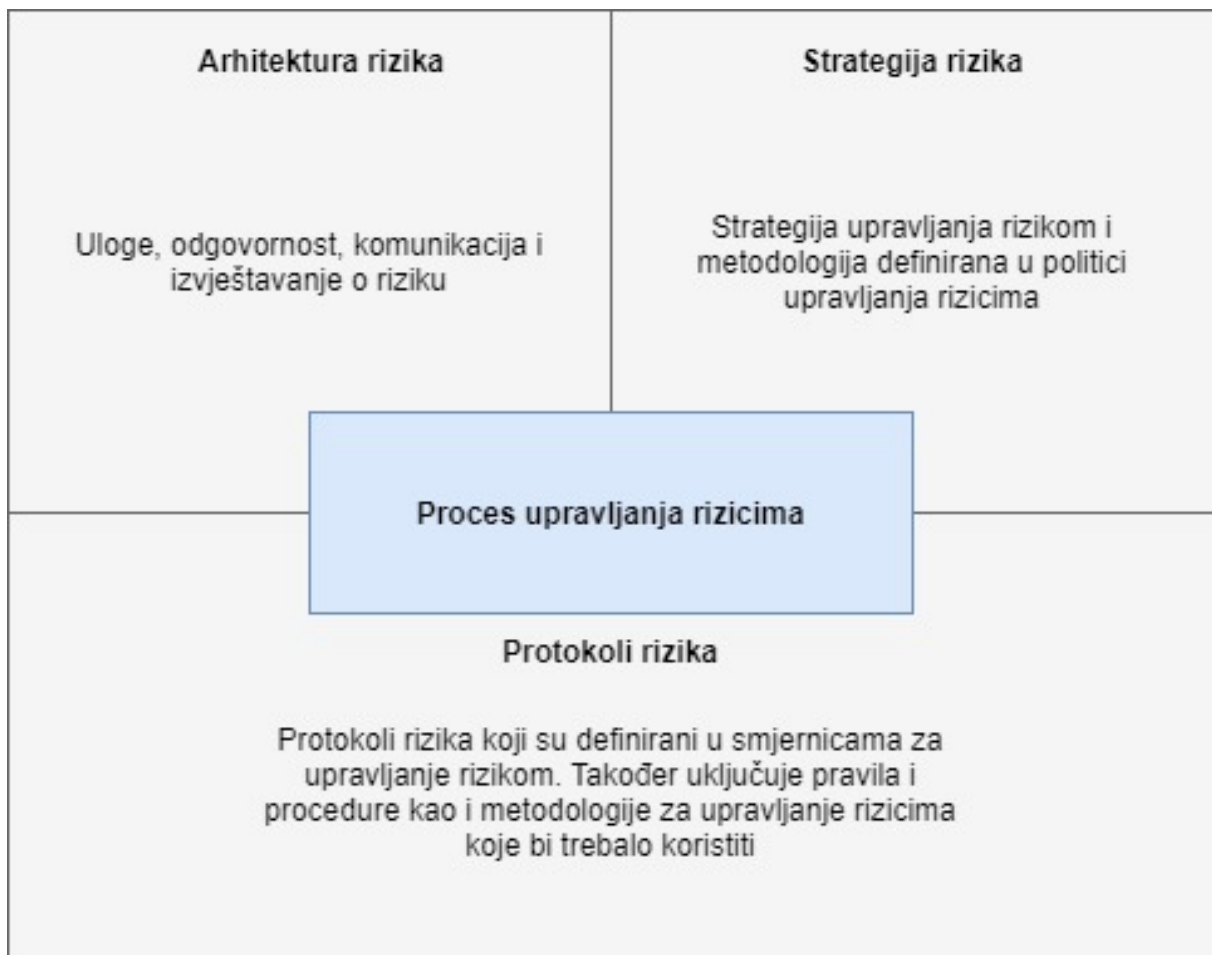 Arhitektura rizika
Uloge, odgovornost, komunikacija i
izvještavanje o riziku
Strategija rizika
Strategija upravljanja rizikom i
metodologija definirana u politici
upravljanja rizicima
Proces upravljanja rizicima
Protokoli rizika
Protokoli rizika koji su definirani u smjernicama za
upravljanje rizikom. Također uključuje pravila i
procedure kao i metodologije za upravljanje rizicima
koje bi trebalo koristiti